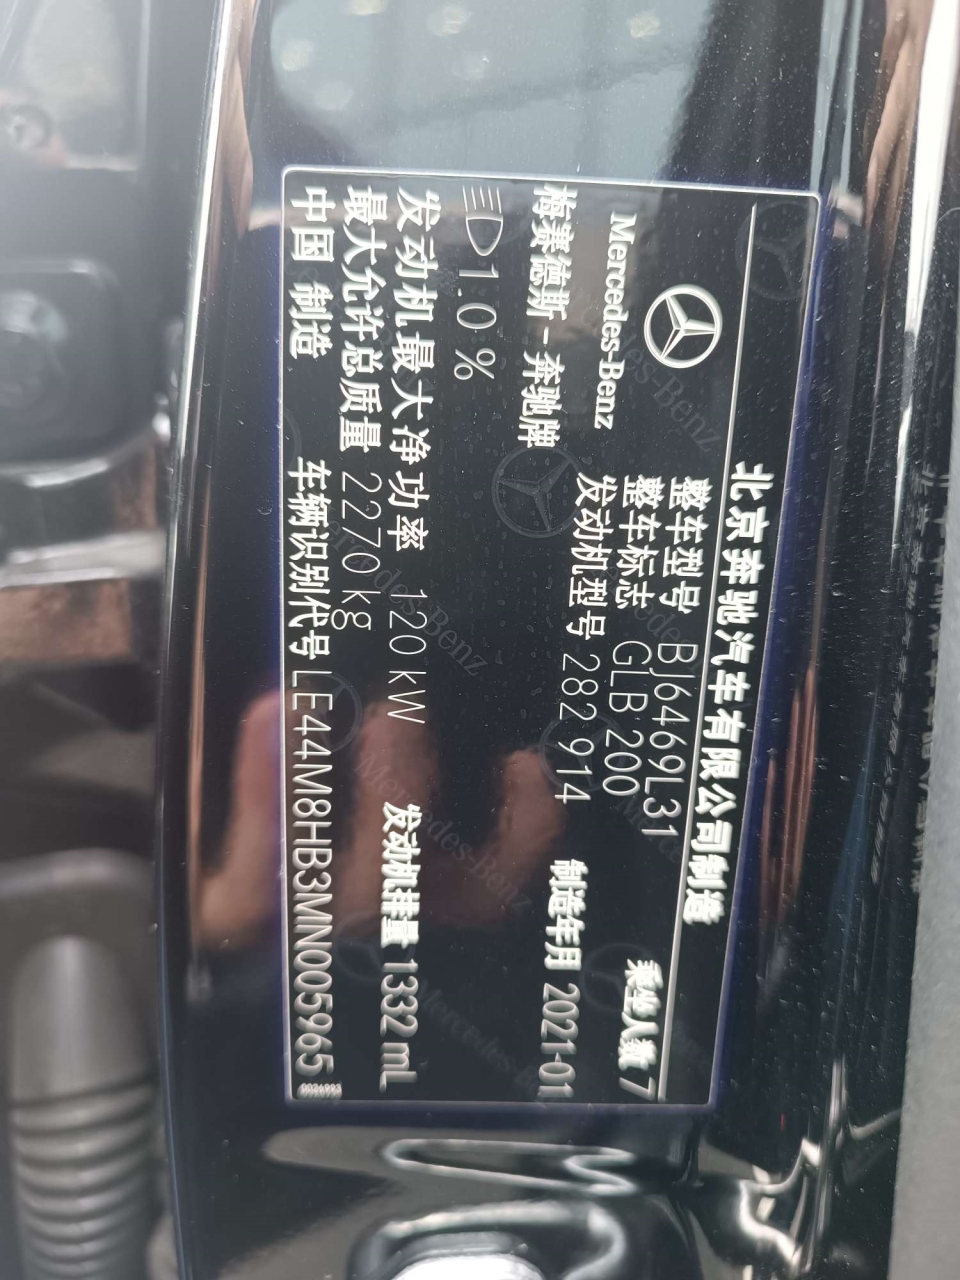 北京奔驰汽车有限公司制造
Mercedes-Benz
整车型号 BJ6469L31
整车标志 GLB 200 乘坐人数 7
梅赛德斯-奔驰牌 发动机型号 282 914 制造年月 2021-01
1.0 %
发动机最大净功率 120 kW 发动机排量 1332 mL
最大允许总质量 2270 kg
中国 制造 车辆识别代号 LE44M8HB3MN005965